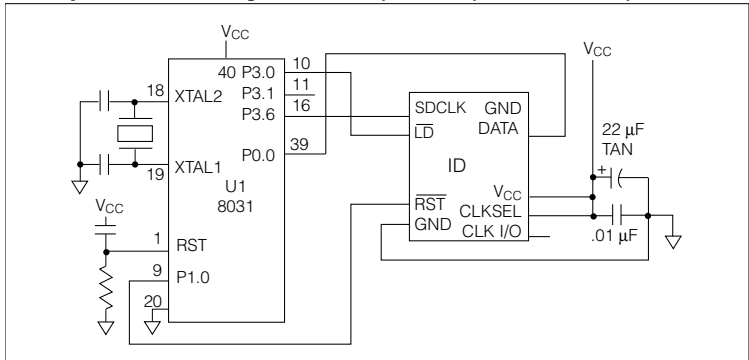 VCC
40 P3.0 10
P3.1 11
P3.6 16
18 XTAL2
P0.0 39
19 XTAL1
U1
8031
VCC
1 RST
9 P1.0
20
SDCLK GND
LD DATA
ID
VCC
RST
CLKSEL
GND
CLK I/O
VCC
22 µF
TAN
+
.01 µF